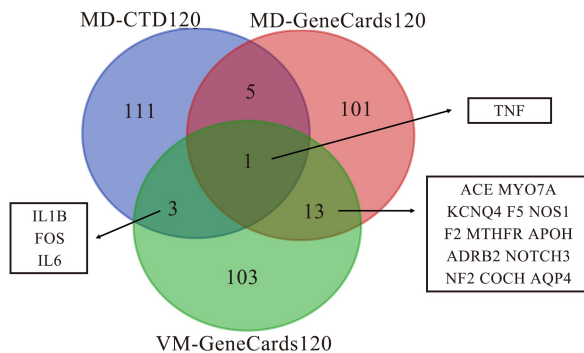 MD-CTD120
MD-GeneCards120
111
5
101
1
3
13
103
TNF
IL1B
FOS
IL6
ACE MYO7A
KCNQ4 F5 NOS1
F2 MTHFR APOH
ADRB2 NOTCH3
NF2 COCH AQP4
VM-GeneCards120